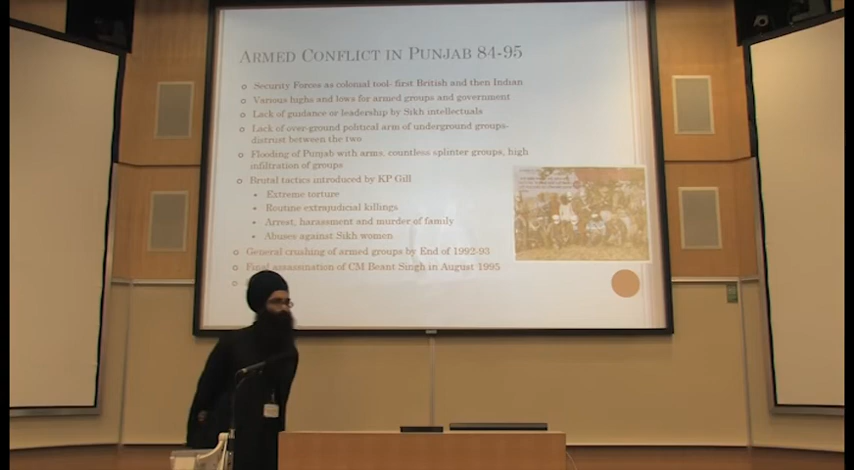 ARMED CONFLICT IN PUNJAB 84-95
Security Forces as colonial tool- first British and then Indian
Various highs and lows for armed groups and government
Lack of guidance or leadership by Sikh intellectuals
Lack of over-ground political arm of underground groups-
distrust between the two
Flooding of Punjab with arms, countless splinter groups, high
infiltration of groups
Brutal tactics introduced by KP Gill
Extreme torture
Routine extrajudicial killings
Arrest, harassment and murder of family
Abuses against Sikh women
General crushing of armed groups by End of 1992-93
Final assassination of CM Beant Singh in August 1995